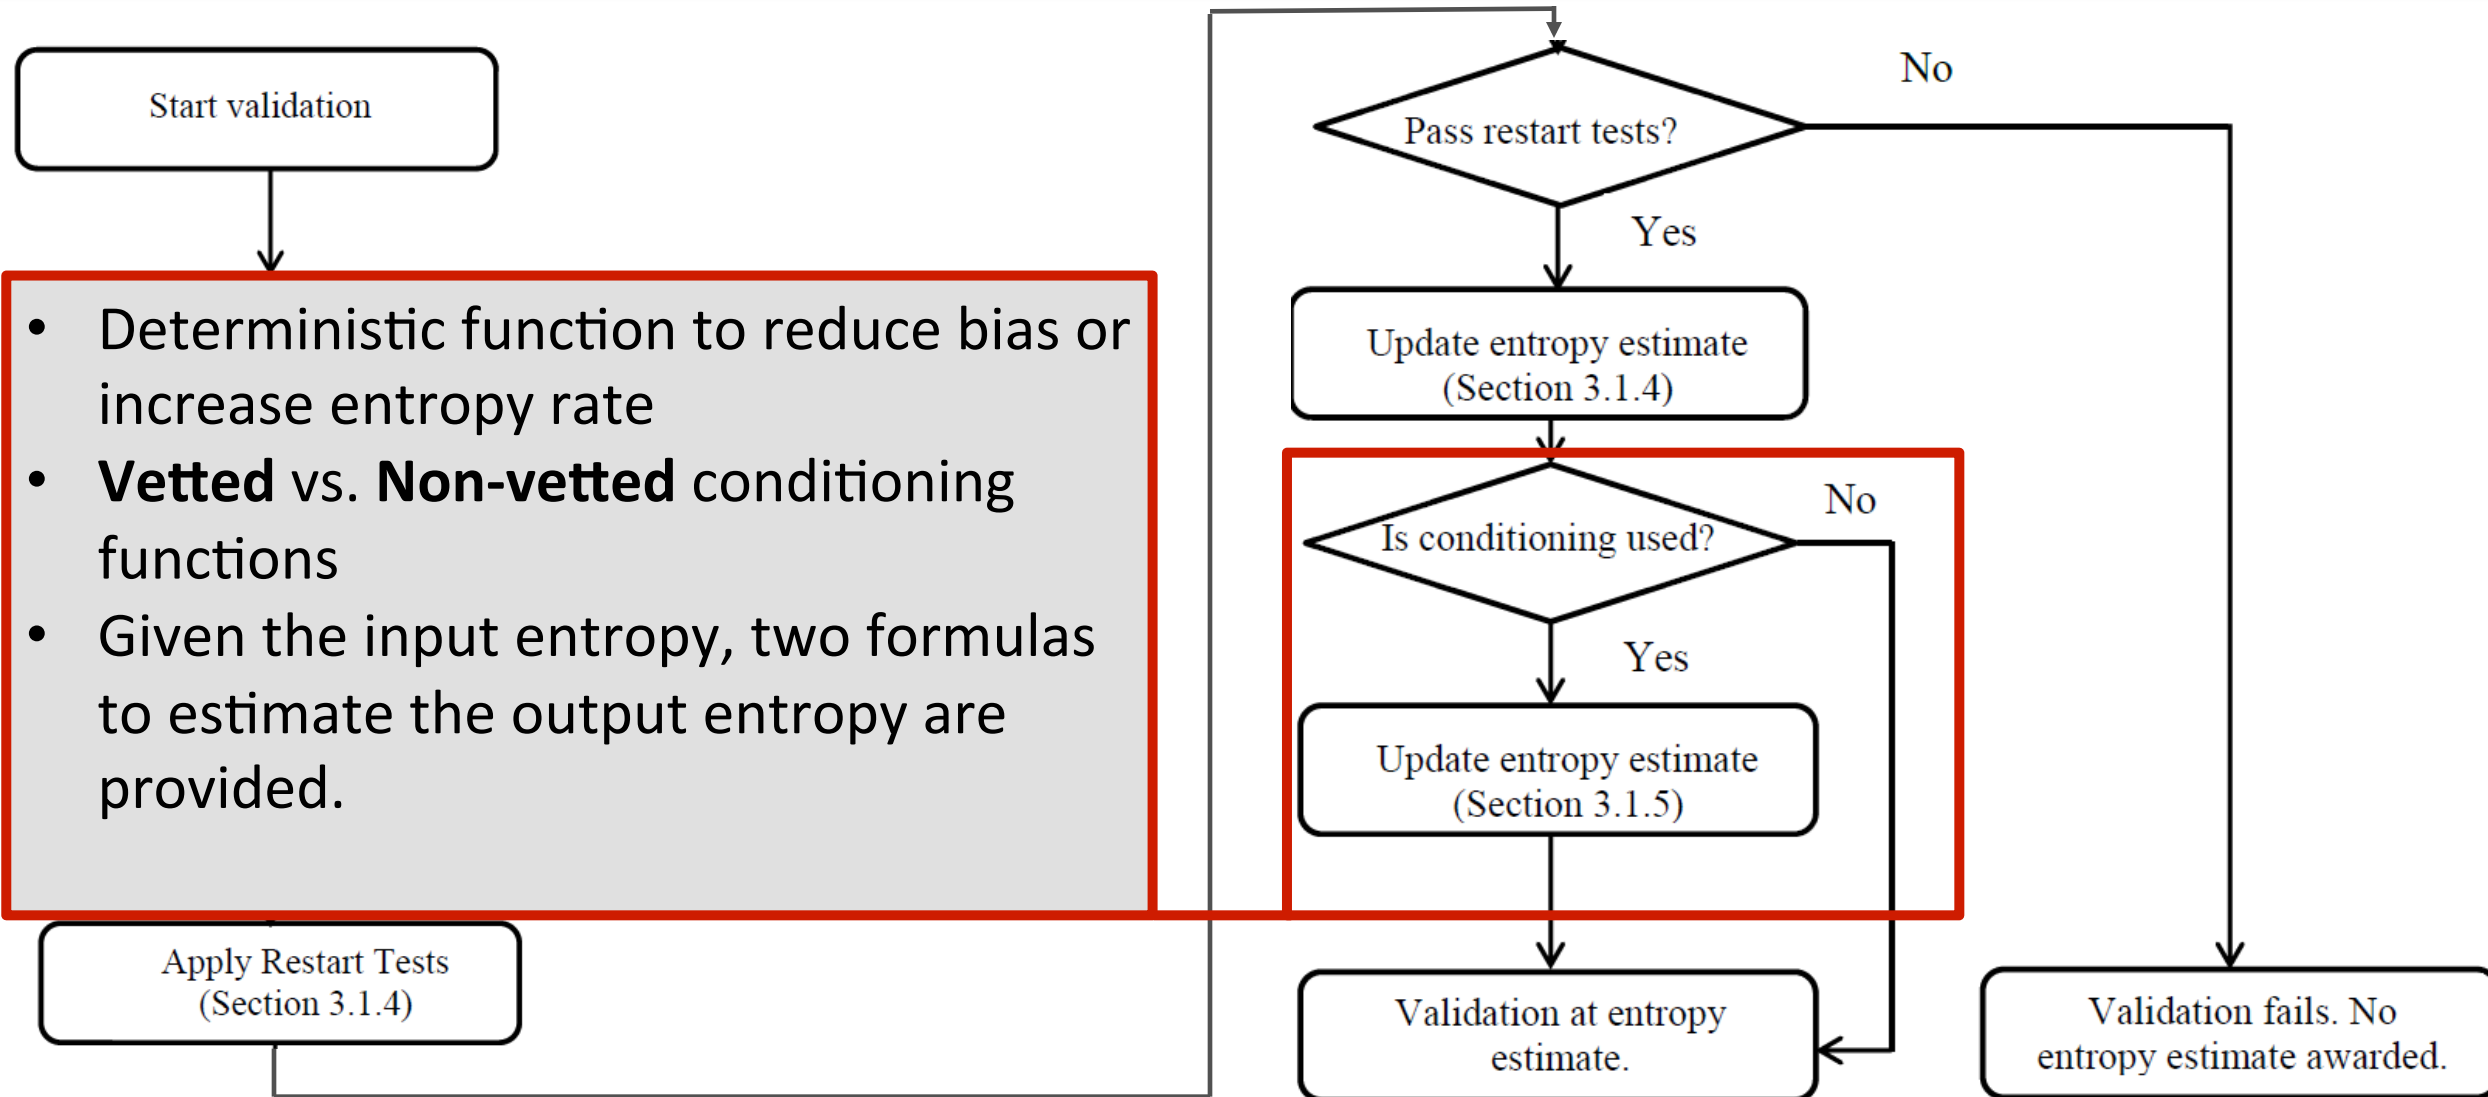 Start validation
• Deterministic function to reduce bias or
increase entropy rate
• Vetted vs. Non-vetted conditioning
functions
• Given the input entropy, two formulas
to estimate the output entropy are
provided.
Apply Restart Tests
(Section 3.1.4)
Pass restart tests?
No
Yes
Update entropy estimate
(Section 3.1.4)
Is conditioning used?
No
Yes
Update entropy estimate
(Section 3.1.5)
Validation at entropy
estimate.
Validation fails. No
entropy estimate awarded.